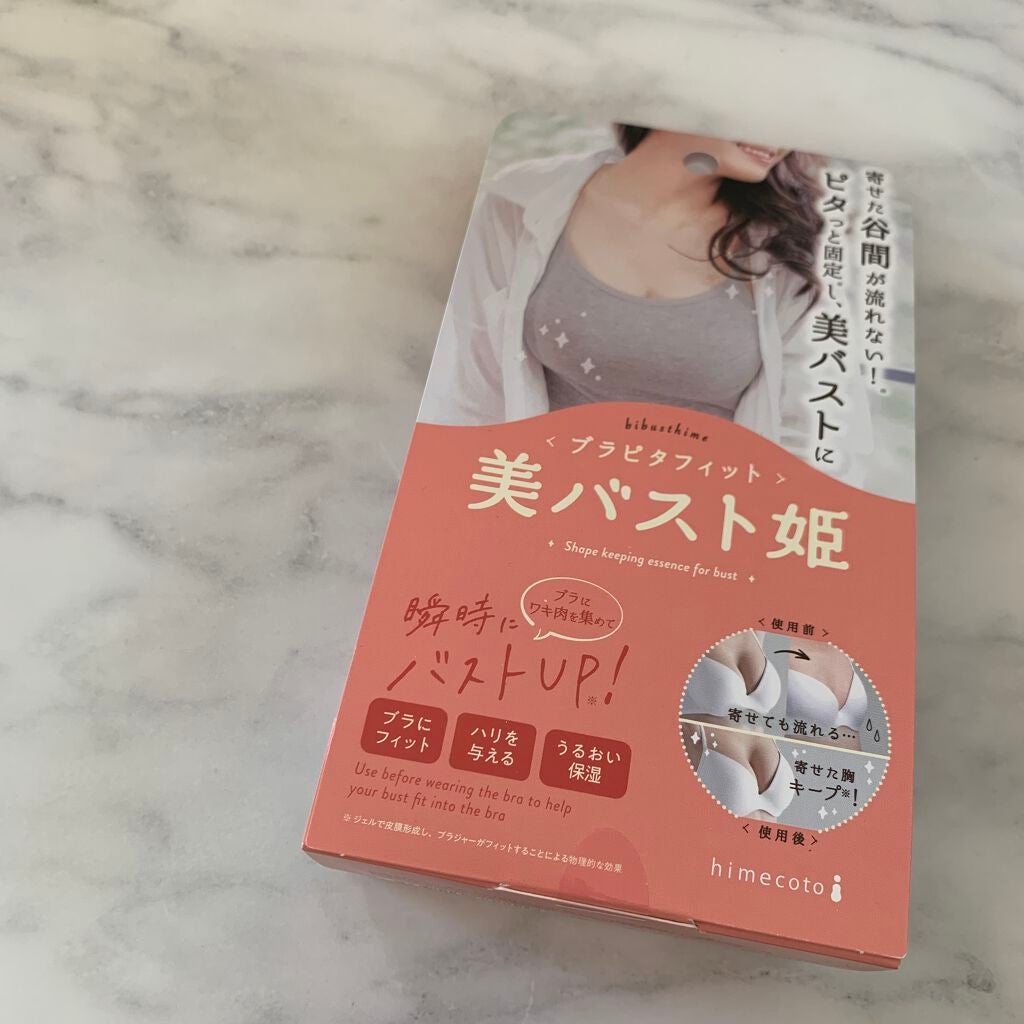 寄せた谷間が流れない!
ピタっと固定し、美バストに
bibusthime
<ブラピタフィット>
美バスト姫
Shape keeping essence for bust
瞬時に
ブラに
ワキ肉を集めて
バストUP!※
ブラに
フィット
ハリを
与える
うるおい
保湿
Use before wearing the bra to help
your bust fit into the bra
※ジェルで皮膜形成し、ブラジャーがフィットすることによる物理的な効果
<使用前>
寄せても流れる…
寄せた胸
キープ※!
<使用後>
himecoto